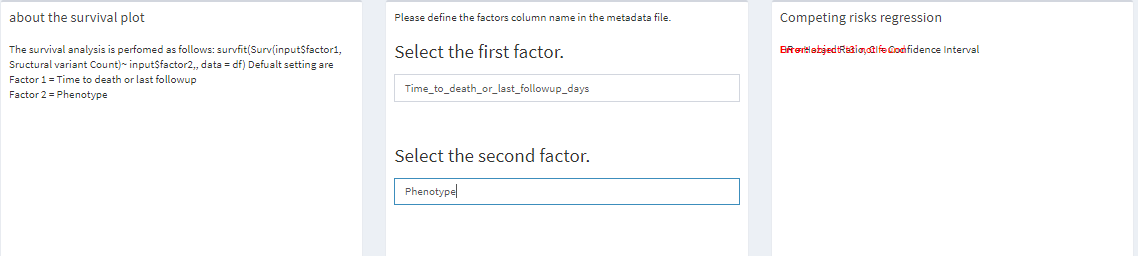 about the survival plot
The survival analysis is perfomed as follows: survfit(Surv(input$factor1,
Sructural variant Count)~ input$factor2,, data = df) Defualt setting are
Factor 1 = Time to death or last followup
Factor 2 = Phenotype
Please define the factors column name in the metadata file.
Select the first factor.
Time_to_death_or_last_followup_days
Select the second factor.
Phenotype
Competing risks regression
Confidence Interval